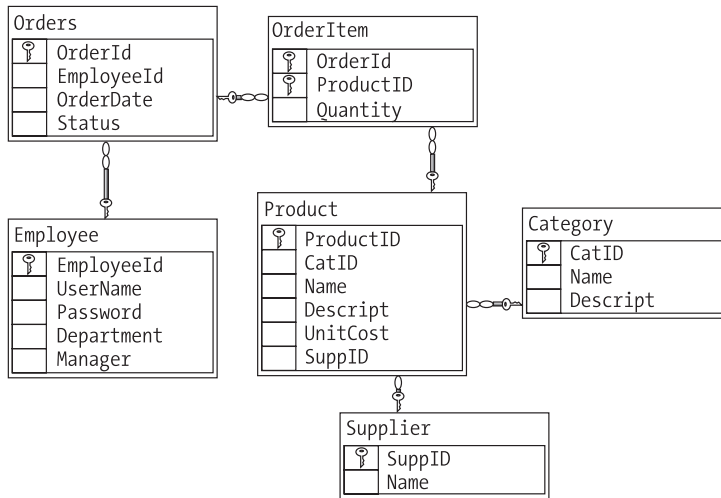 Orders
OrderId
EmployeeId
OrderDate
Status
OrderItem
OrderId
ProductID
Quantity
Employee
EmployeeId
UserName
Password
Department
Manager
Product
ProductID
CatID
Name
Descript
UnitCost
SuppID
Category
CatID
Name
Descript
Supplier
SuppID
Name